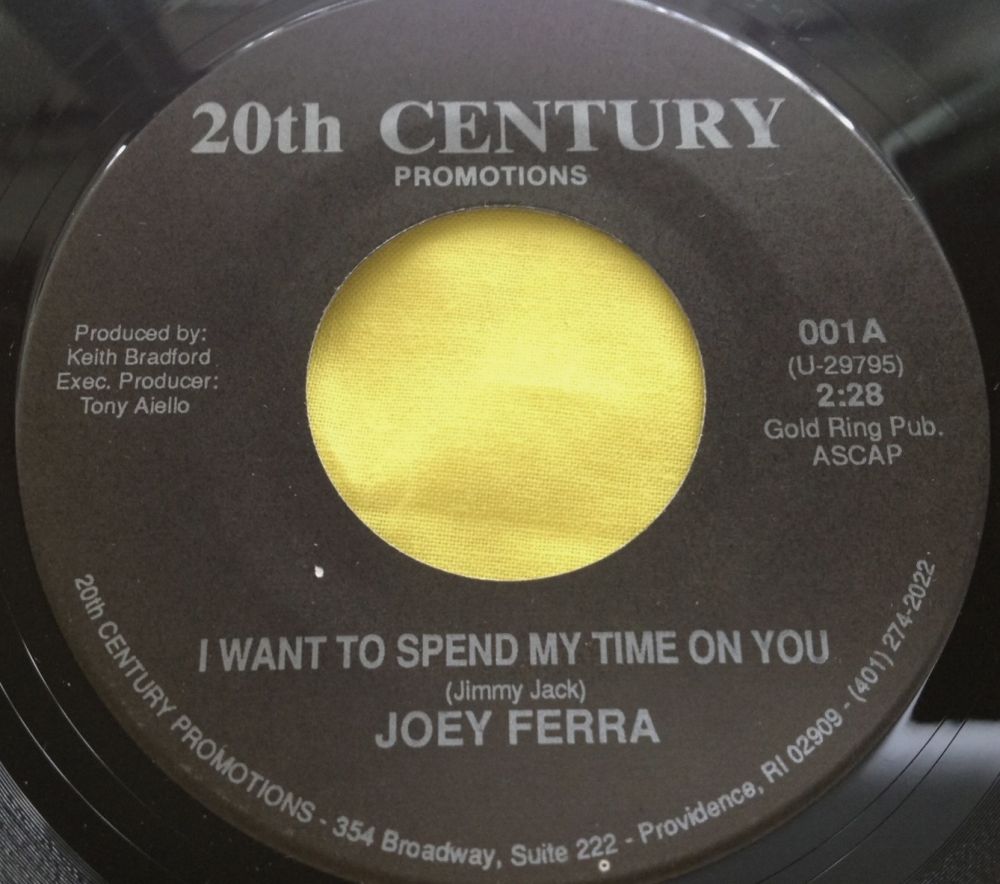 20th CENTURY
PROMOTIONS
Produced by:
Keith Bradford
Exec. Producer:
Tony Aiello
001A
(U-29795)
2:28
Gold Ring Pub.
ASCAP
I WANT TO SPEND MY TIME ON YOU
(Jimmy Jack)
JOEY FERRA
20th CENTURY PROMOTIONS - 354 Broadway, Suite 222 - Providence, RI 02909 - (401) 274-2022